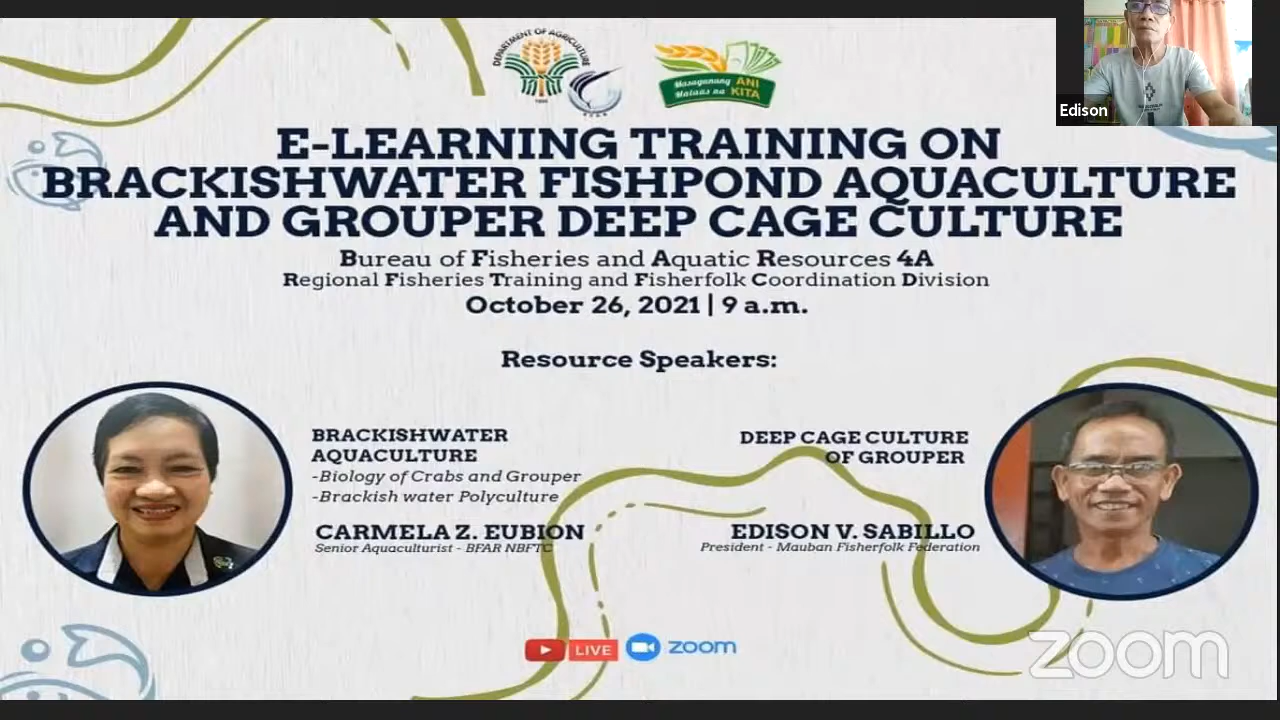 DEPARTMENT OF AGRICULTURE
Masaganang ANI
Mataas na KITA
Edison
E-LEARNING TRAINING ON
BRACKISHWATER FISHPOND AQUACULTURE
AND GROUPER DEEP CAGE CULTURE
Bureau of Fisheries and Aquatic Resources 4A
Regional Fisheries Training and Fisherfolk Coordination Division
October 26, 2021 | 9 a.m.
Resource Speakers:
BRACKISHWATER
AQUACULTURE
-Biology of Crabs and Grouper
-Brackish water Polyculture
CARMELA Z. EUBION
Senior Aquaculturist - BFAR NBFTC
DEEP CAGE CULTURE
OF GROUPER
EDISON V. SABILLO
President - Mauban Fisherfolk Federation
LIVE zoom
zoom